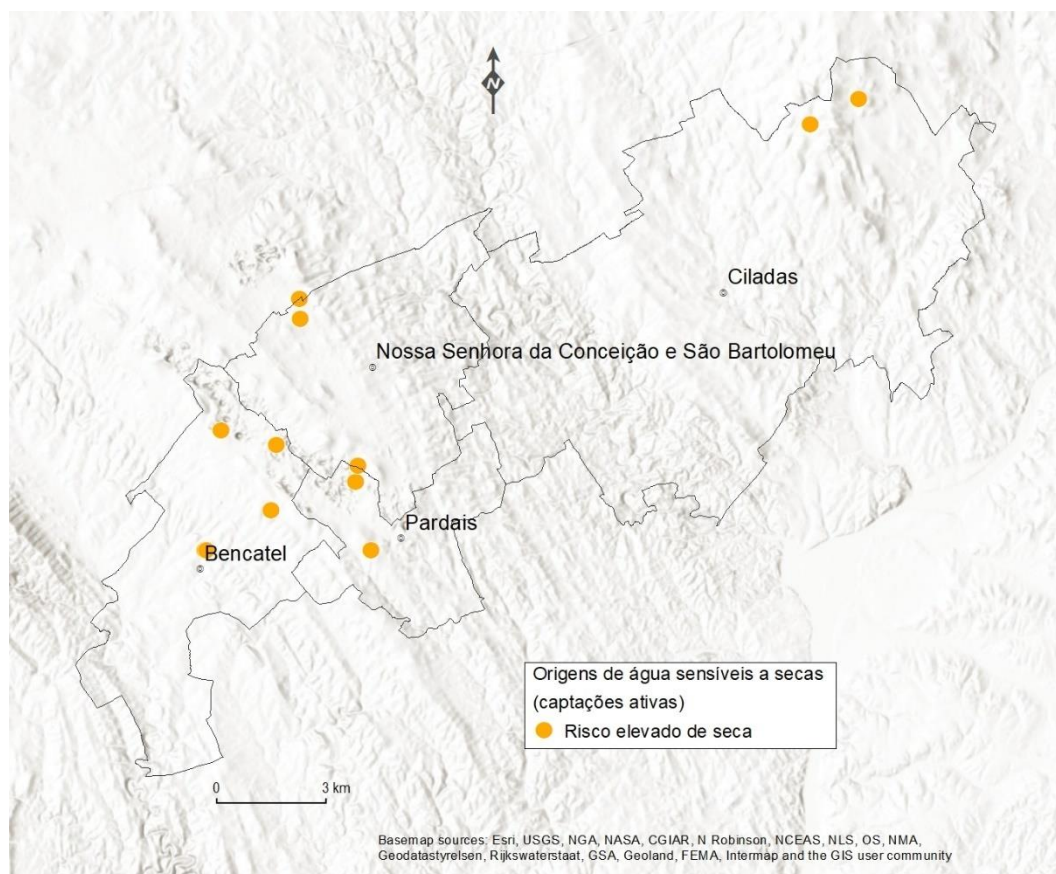 N
Ciladas
Nossa Senhora da Conceição e São Bartolomeu
Pardais
Bencatel
Origens de água sensíveis a secas
(captações ativas)
Risco elevado de seca
0 3 km
Basemap sources: Esri, USGS, NGA, NASA, CGIAR, N Robinson, NCEAS, NLS, OS, NMA,
Geodatastyrelsen, Rijkswaterstaat, GSA, Geoland, FEMA, Intermap and the GIS user community